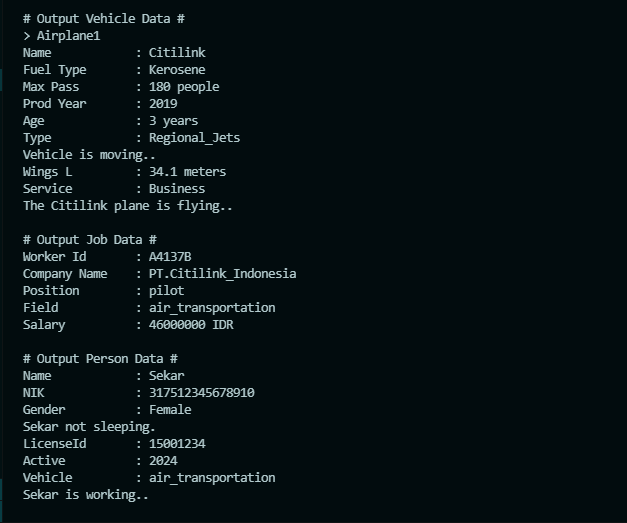 # Output Vehicle Data #
> Airplane1
Name : Citilink
Fuel Type : Kerosene
Max Pass : 180 people
Prod Year : 2019
Age : 3 years
Type : Regional_Jets
Vehicle is moving..
Wings L : 34.1 meters
Service : Business
The Citilink plane is flying..

# Output Job Data #
Worker Id : A4137B
Company Name : PT.Citilink_Indonesia
Position : pilot
Field : air_transportation
Salary : 46000000 IDR

# Output Person Data #
Name : Sekar
NIK : 317512345678910
Gender : Female
Sekar not sleeping.
LicenseId : 15001234
Active : 2024
Vehicle : air_transportation
Sekar is working..